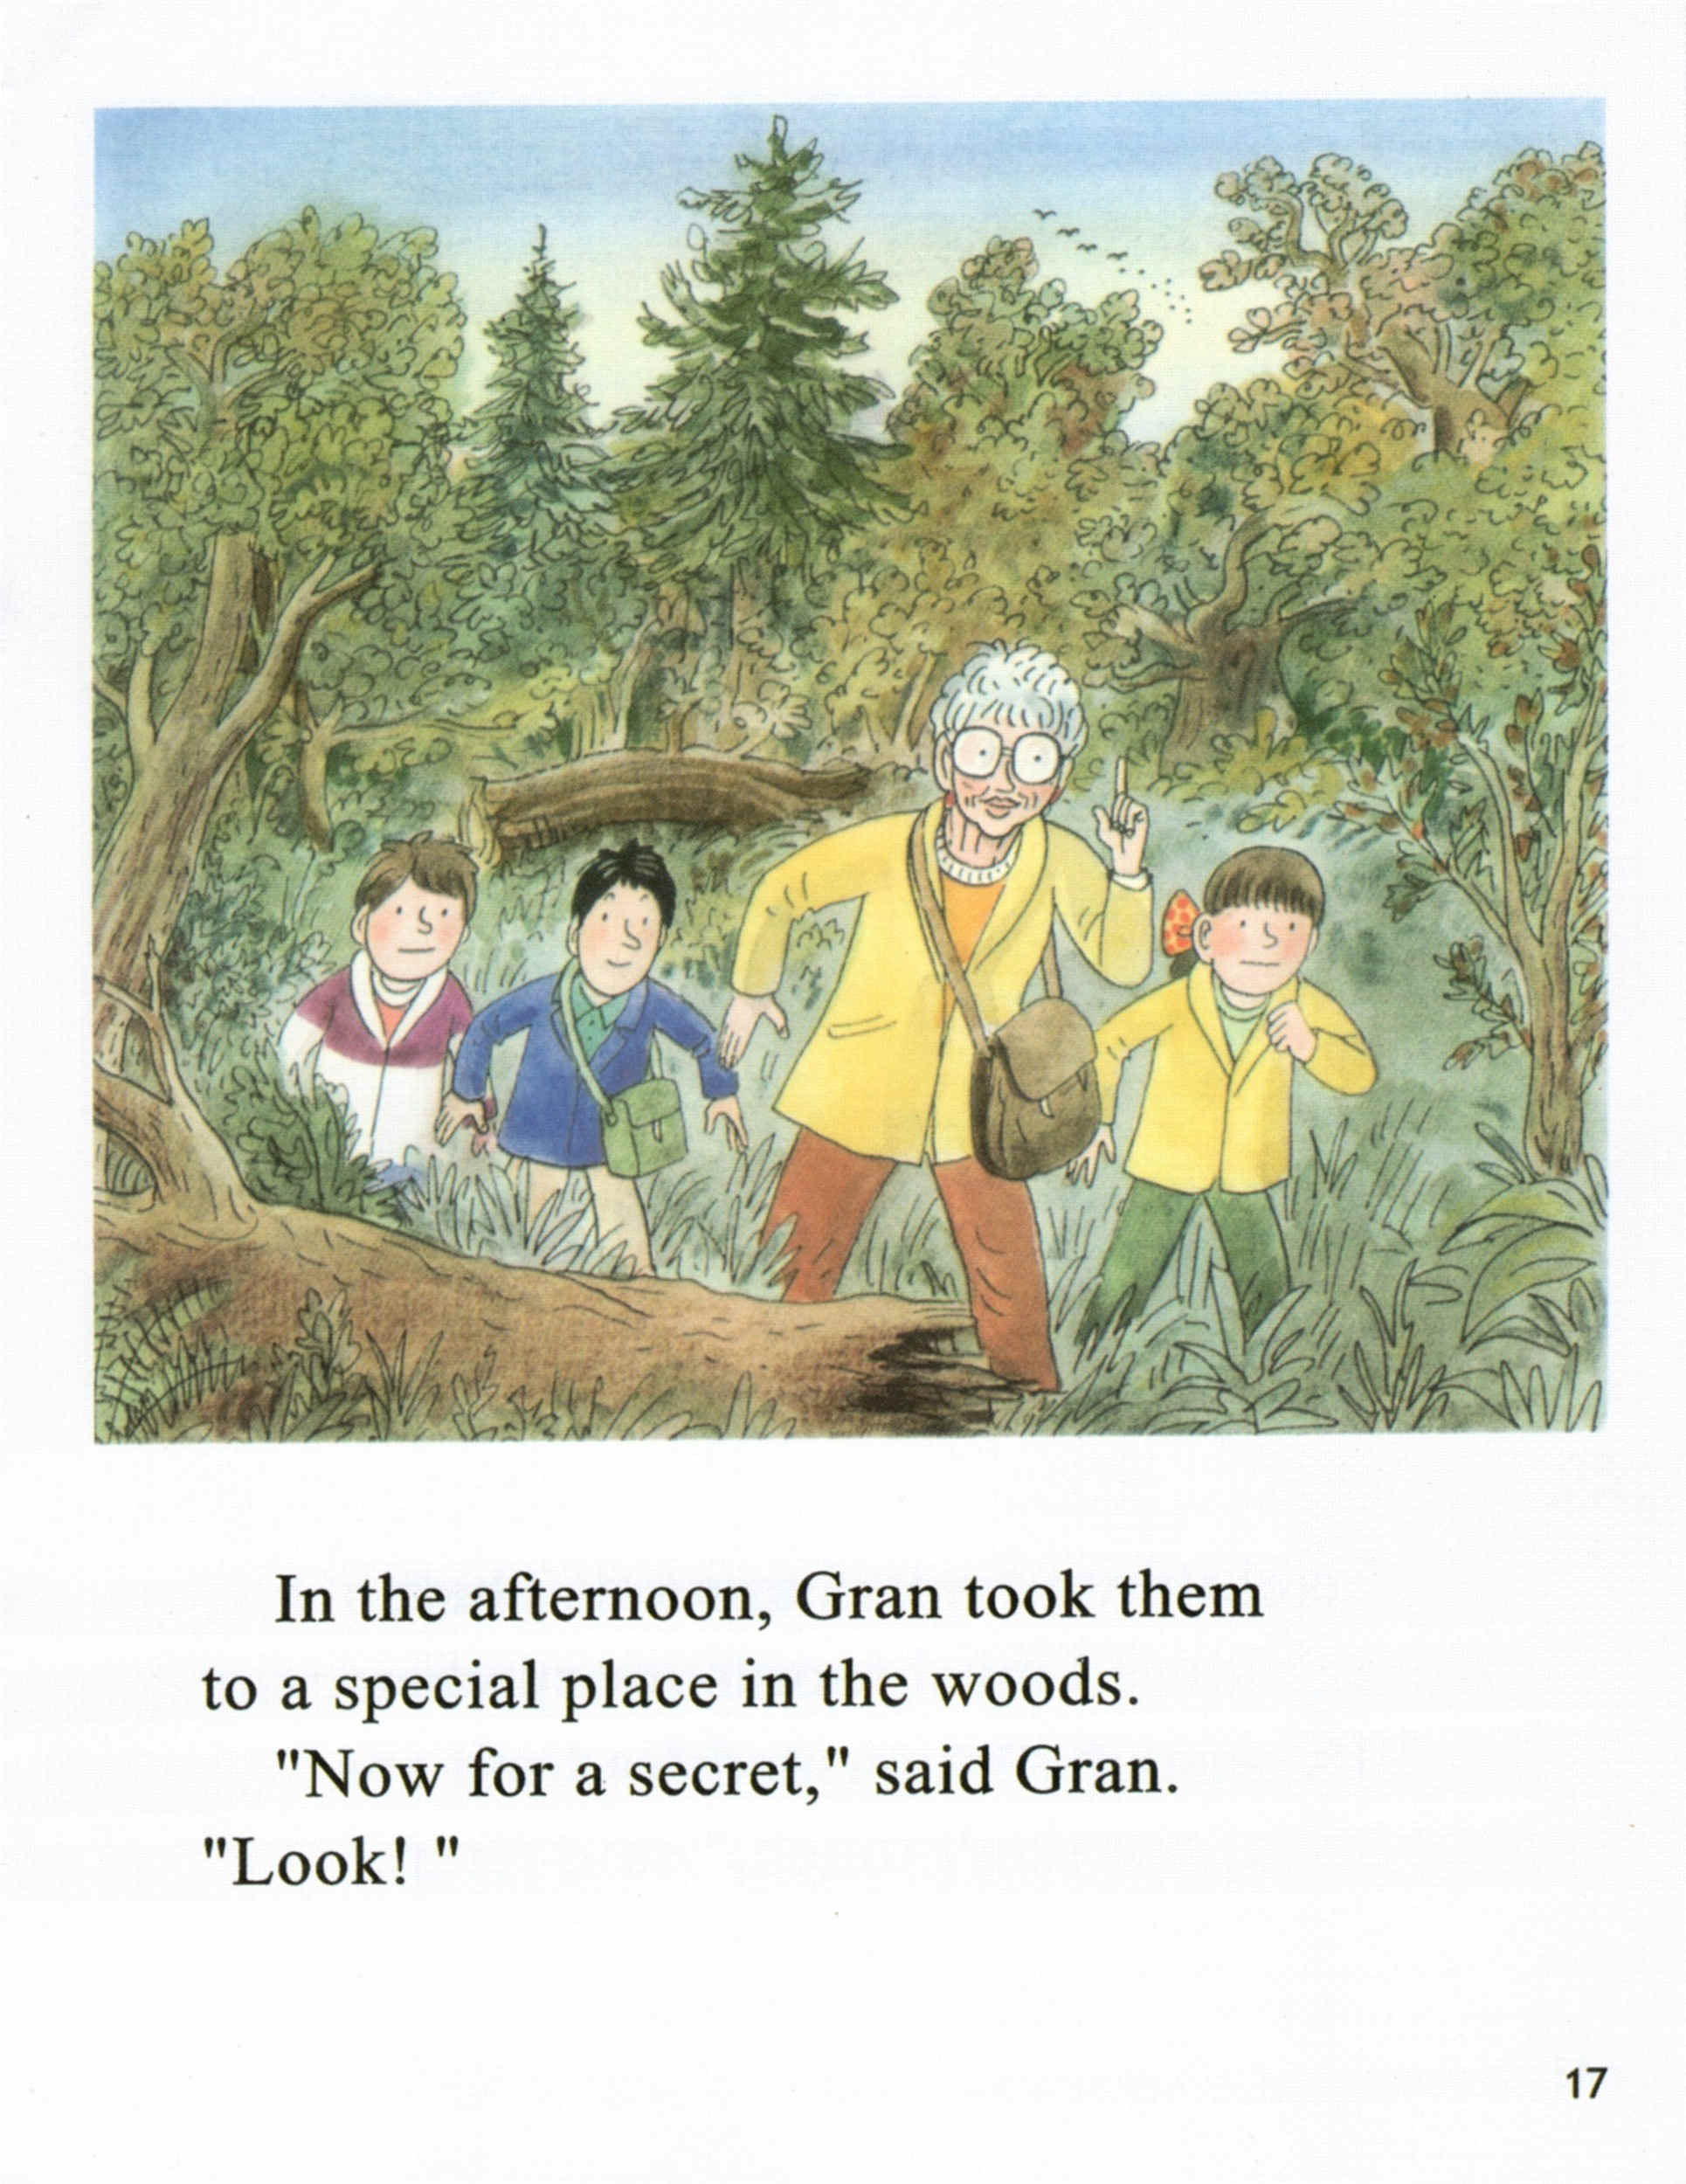 In the afternoon, Gran took them
to a special place in the woods.
"Now for a secret," said Gran.
"Look! "
17